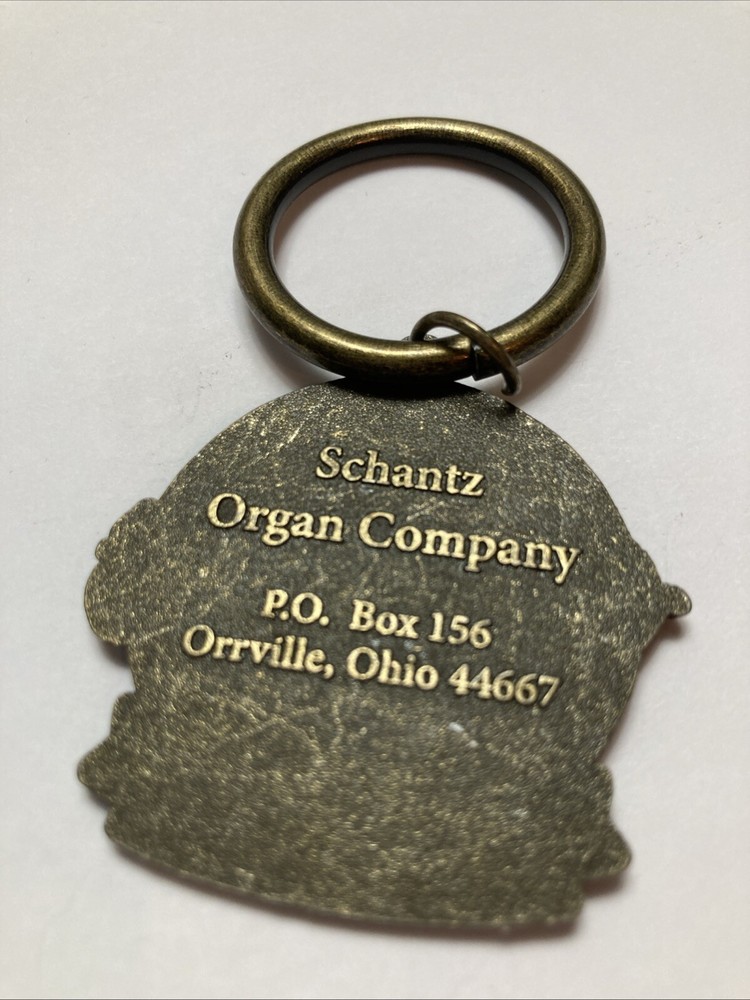 Schantz
Organ Company
P.O. Box 156
Orrville, Ohio 44667